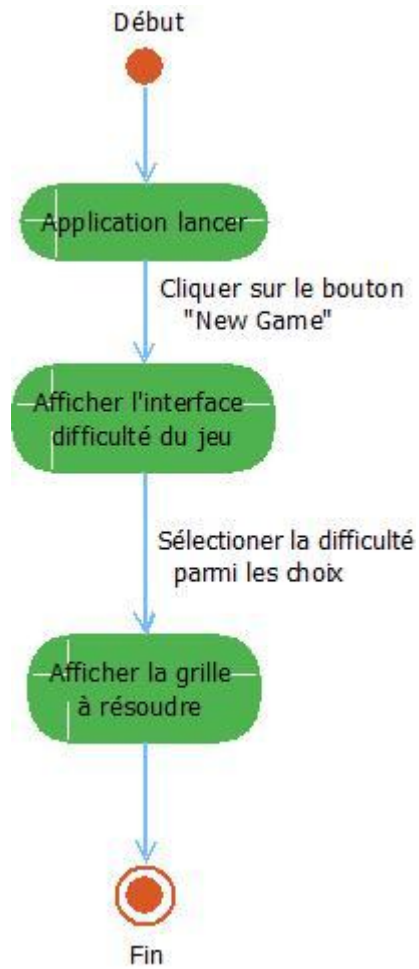 Début
Application lancer
Cliquer sur le bouton
"New Game"
Afficher l'interface
difficulté du jeu
Sélectioner la difficulté
parmi les choix
Afficher la grille
à résoudre
Fin